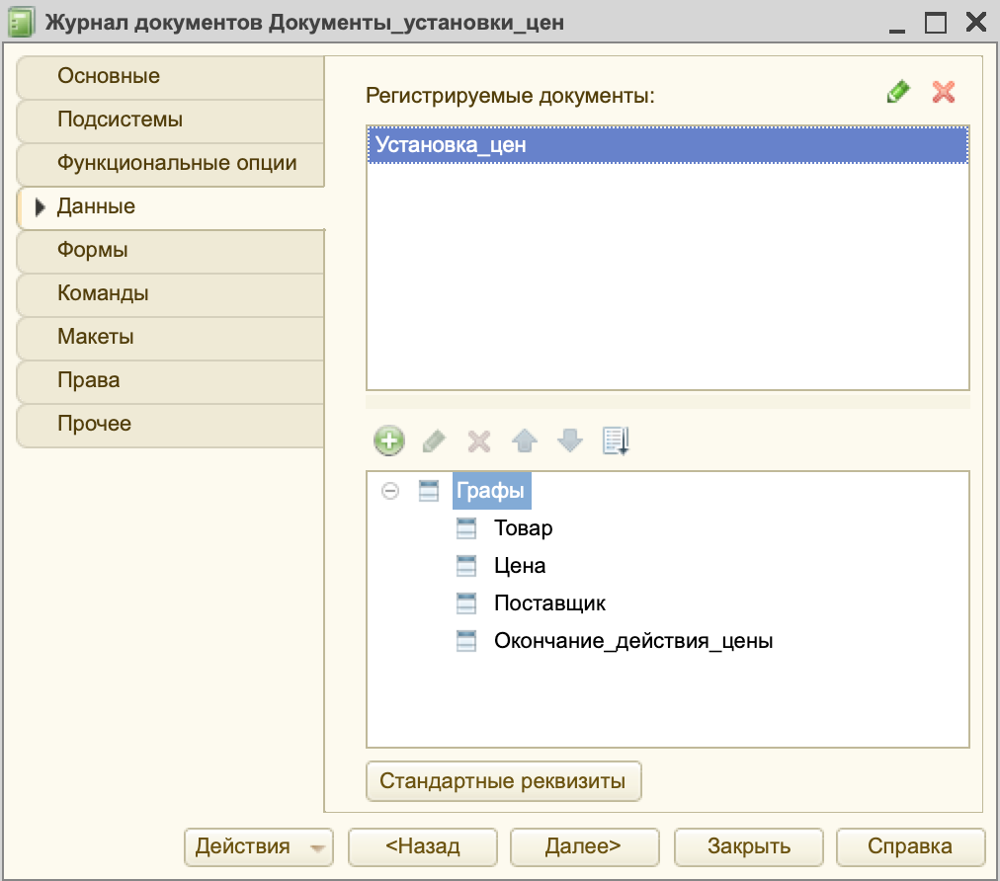 Журнал документов Документы_установки_цен
Основные
Подсистемы
Функциональные опции
Данные
Формы
Команды
Макеты
Права
Прочее
Регистрируемые документы:
Установка_цен
Графы
Товар
Цена
Поставщик
Окончание_действия_цены
Стандартные реквизиты
Действия
<Назад
Далее>
Закрыть
Справка